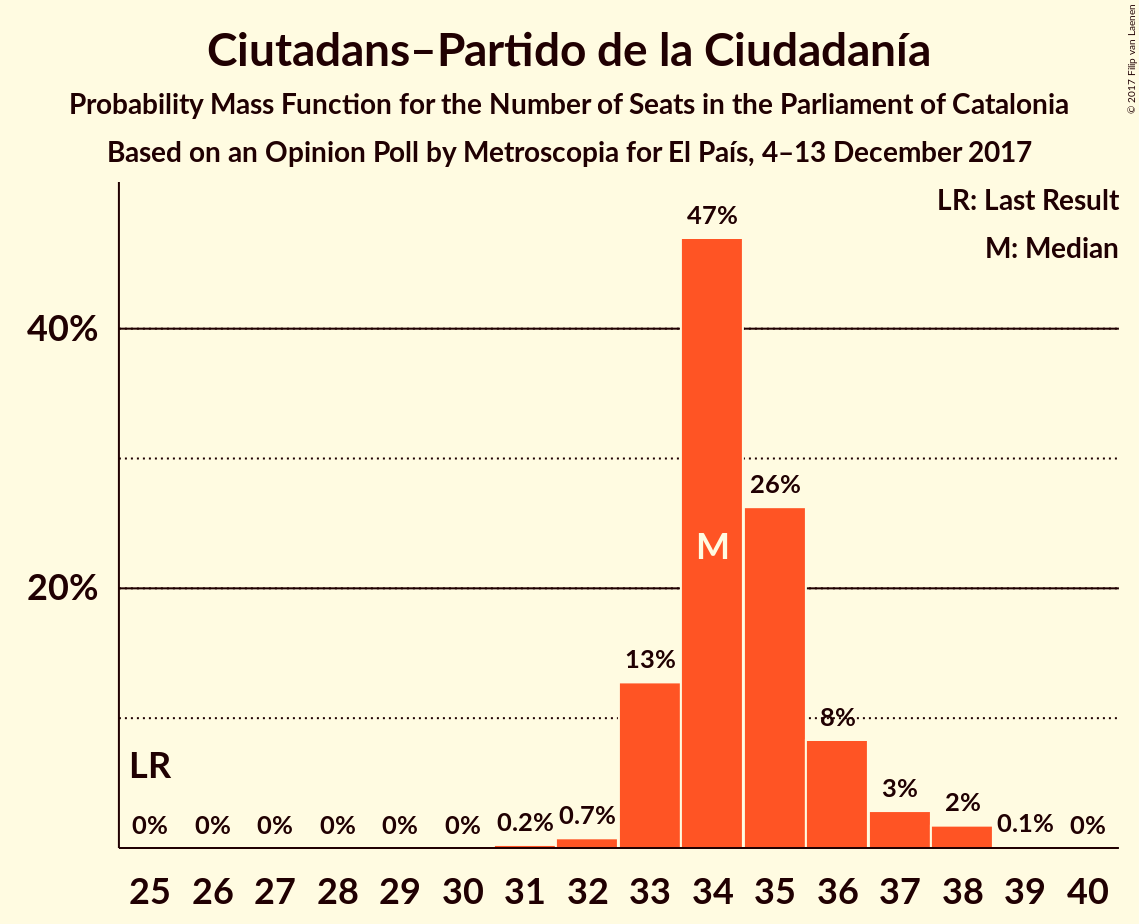 Ciutadans–Partido de la Ciudadanía
Probability Mass Function for the Number of Seats in the Parliament of Catalonia
Based on an Opinion Poll by Metroscopia for El País, 4–13 December 2017
© 2017 Filip van Laenen
LR: Last Result
M: Median
47%
40%
26%
M
20%
13%
8%
LR
3%
2%
0% 0% 0% 0% 0% 0% 0.2% 0.7% 0.1% 0%
25 26 27 28 29 30 31 32 33 34 35 36 37 38 39 40